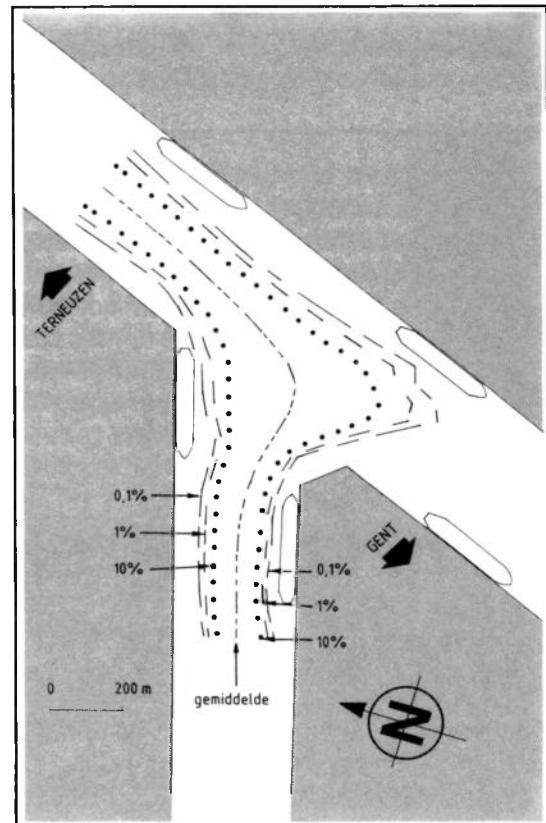 TERNEUZEN
0,1%
1%
10%
GENT
0,1%
1%
10%
0 200 m
gemiddelde
N